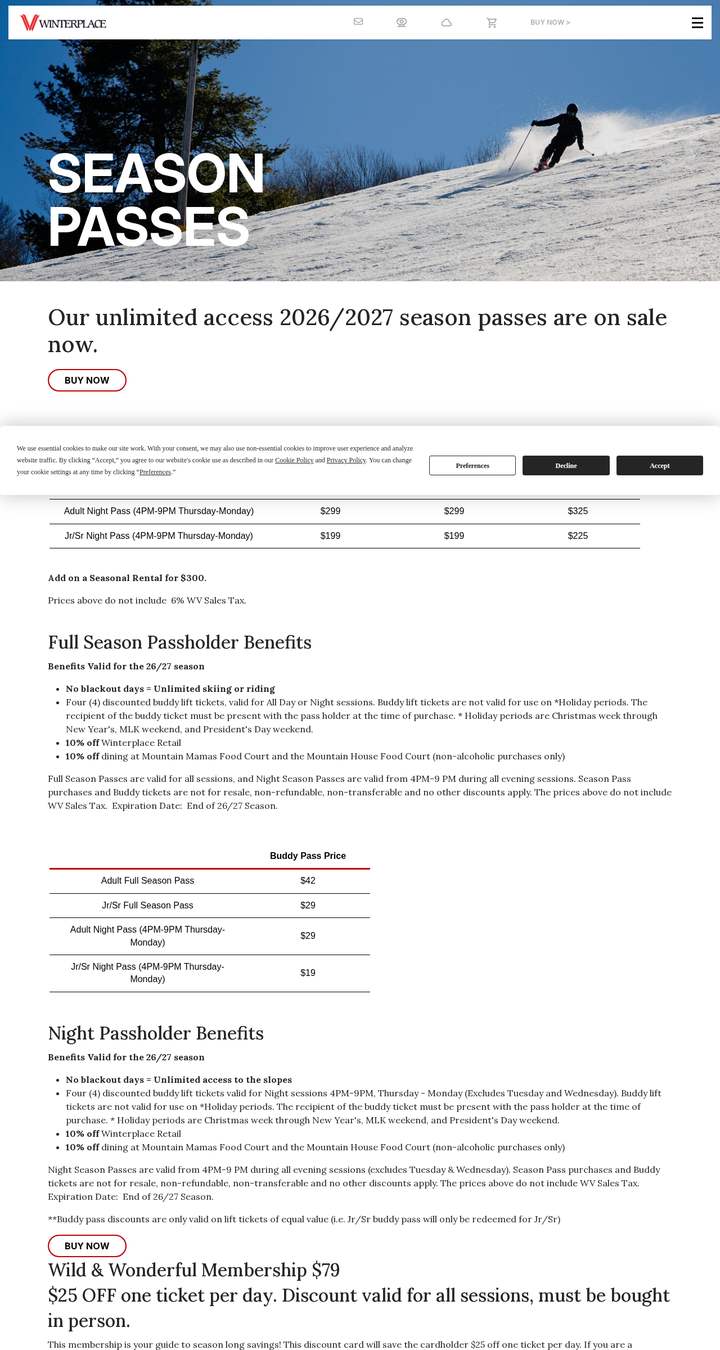 WINTERPLACE
BUY NOW >
SEASON
PASSES
Our unlimited access 2026/2027 season passes are on sale
now.
BUY NOW
We use essential cookies to make our site work. With your consent, we may also use non-essential cookies to improve user experience and analyze
website traffic. By clicking "Accept," you agree to our website's cookie use as described in our Cookie Policy and Privacy Policy. You can change
your cookie settings at any time by clicking "Preferences."
Preferences
Decline
Accept
Adult Night Pass (4PM-9PM Thursday-Monday) $299 $299 $325
Jr/Sr Night Pass (4PM-9PM Thursday-Monday) $199 $199 $225
Add on a Seasonal Rental for $300.
Prices above do not include  6% WV Sales Tax.
Full Season Passholder Benefits
Benefits Valid for the 26/27 season
• No blackout days = Unlimited skiing or riding
• Four (4) discounted buddy lift tickets, valid for All Day or Night sessions. Buddy lift tickets are not valid for use on *Holiday periods. The
recipient of the buddy ticket must be present with the pass holder at the time of purchase. * Holiday periods are Christmas week through
New Year's, MLK weekend, and President's Day weekend.
• 10% off Winterplace Retail
• 10% off dining at Mountain Mamas Food Court and the Mountain House Food Court (non-alcoholic purchases only)
Full Season Passes are valid for all sessions, and Night Season Passes are valid from 4PM-9 PM during all evening sessions. Season Pass
purchases and Buddy tickets are not for resale, non-refundable, non-transferable and no other discounts apply. The prices above do not include
WV Sales Tax.  Expiration Date:  End of 26/27 Season.
Buddy Pass Price
Adult Full Season Pass $42
Jr/Sr Full Season Pass $29
Adult Night Pass (4PM-9PM Thursday-
Monday) $29
Jr/Sr Night Pass (4PM-9PM Thursday-
Monday) $19
Night Passholder Benefits
Benefits Valid for the 26/27 season
• No blackout days = Unlimited access to the slopes
• Four (4) discounted buddy lift tickets valid for Night sessions 4PM-9PM, Thursday - Monday (Excludes Tuesday and Wednesday). Buddy lift
tickets are not valid for use on *Holiday periods. The recipient of the buddy ticket must be present with the pass holder at the time of
purchase. * Holiday periods are Christmas week through New Year's, MLK weekend, and President's Day weekend.
• 10% off Winterplace Retail
• 10% off dining at Mountain Mamas Food Court and the Mountain House Food Court (non-alcoholic purchases only)
Night Season Passes are valid from 4PM-9 PM during all evening sessions (excludes Tuesday & Wednesday). Season Pass purchases and Buddy
tickets are not for resale, non-refundable, non-transferable and no other discounts apply. The prices above do not include WV Sales Tax.
Expiration Date:  End of 26/27 Season.
**Buddy pass discounts are only valid on lift tickets of equal value (i.e. Jr/Sr buddy pass will only be redeemed for Jr/Sr)
BUY NOW
Wild & Wonderful Membership $79
$25 OFF one ticket per day. Discount valid for all sessions, must be bought
in person.
This membership is your guide to season long savings! This discount card will save the cardholder $25 off one ticket per day. If you are a